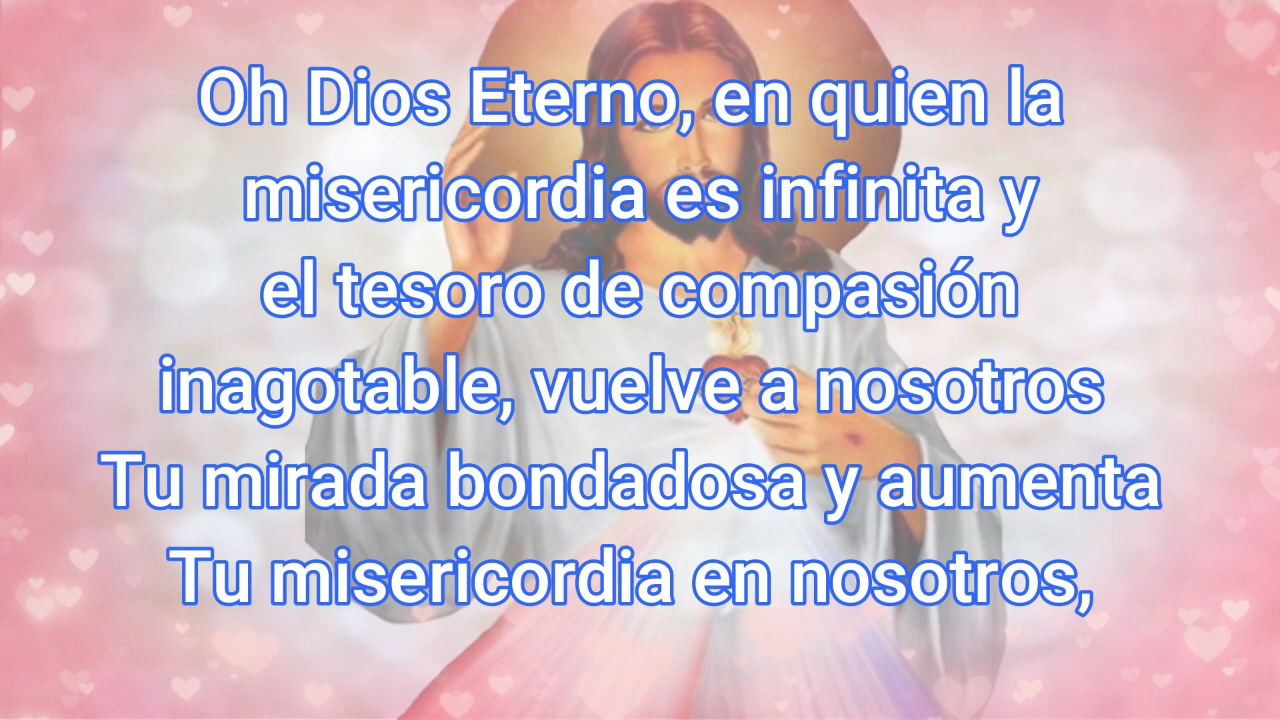 Oh Dios Eterno, en quien la
misericordia es infinita y
el tesoro de compasión
inagotable, vuelve a nosotros
Tu mirada bondadosa y aumenta
Tu misericordia en nosotros,